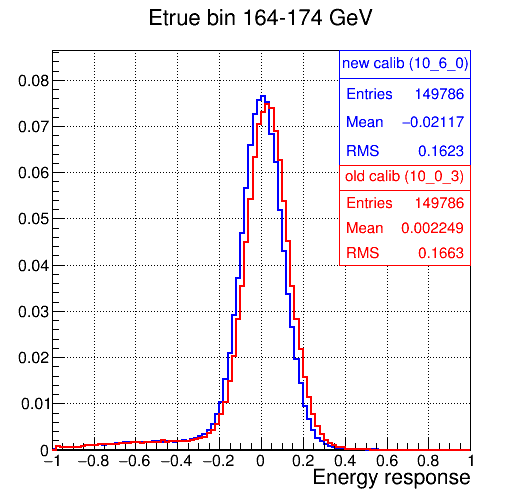 Etrue bin 164-174 GeV
new calib (10_6_0)
Entries 149786
Mean −0.02117
RMS 0.1623
old calib (10_0_3)
Entries 149786
Mean 0.002249
RMS 0.1663
0.08
0.07
0.06
0.05
0.04
0.03
0.02
0.01
0
−1 −0.8 −0.6 −0.4 −0.2 0 0.2 0.4 0.6 0.8 1
Energy response